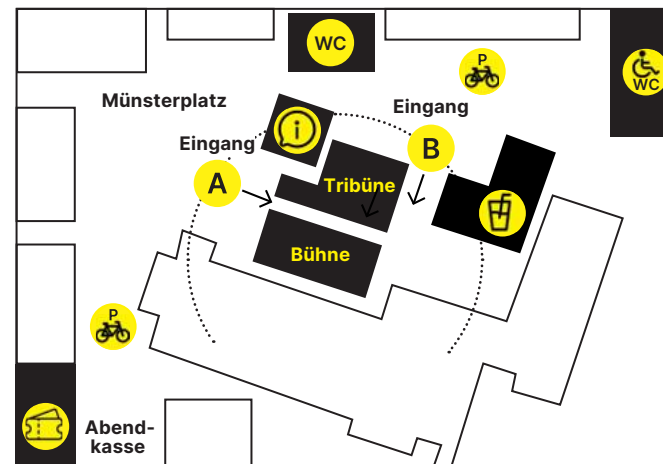 WC
P
WC
Münsterplatz
Eingang
B
Eingang
A
i
Tribüne
Bühne
P
Abend-
kasse